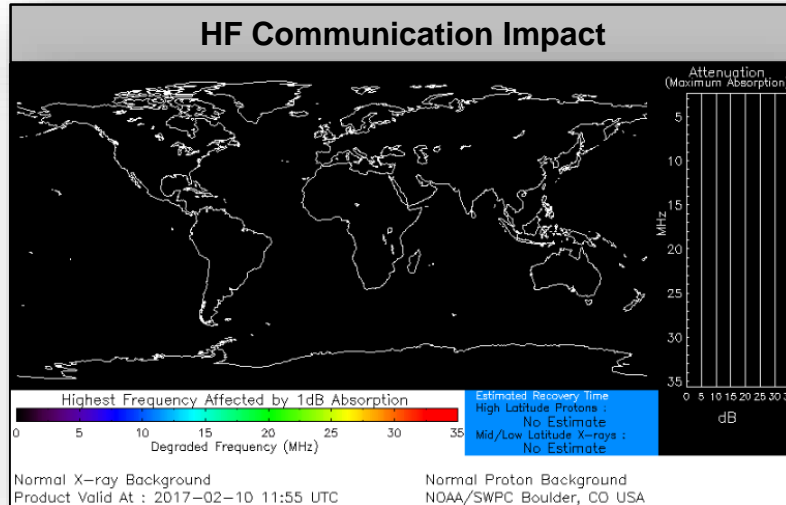 HF Communication Impact
Attenuation
(Maximum Absorption)
5
10
15
20
25
30
35
MHz
0 5 10 15 20 25 30
dB
Highest Frequency Affected by 1dB Absorption
0 5 10 15 20 25 30 35
Degraded Frequency (MHz)
Estimated Recovery Time
High Latitude Protons :
No Estimate
Mid/Low Latitude X-rays :
No Estimate
Normal X-ray Background
Normal Proton Background
Product Valid At : 2017-02-10 11:55 UTC
NOAA/SWPC Boulder, CO USA